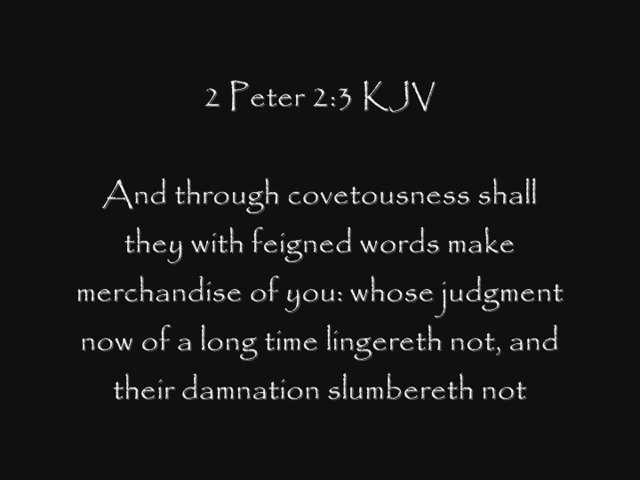 2 Peter 2:3 KJV
And through covetousness shall
they with feigned words make
merchandise of you: whose judgment
now of a long time lingereth not, and
their damnation slumbereth not